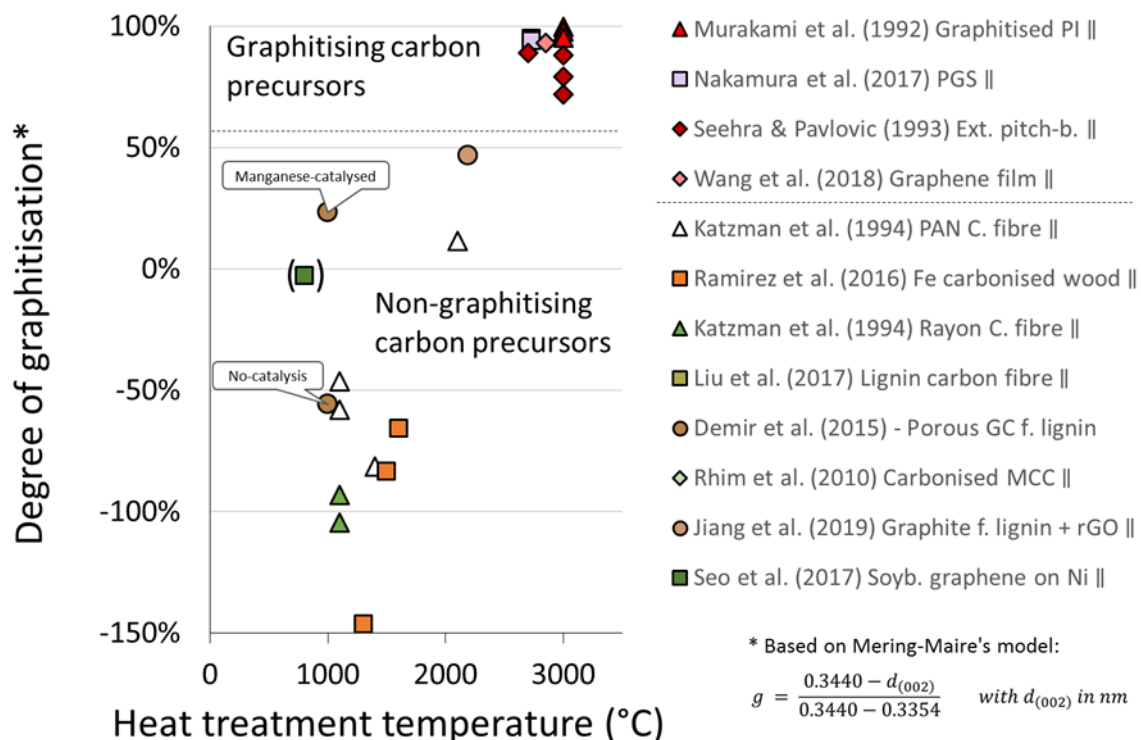 100%
50%
0%
-50%
-100%
-150%
Degree of graphitisation*
Graphitising carbon
precursors
Manganese-catalysed
( )
Non-graphitising
carbon precursors
No-catalysis
0
1000
2000
3000
Heat treatment temperature (°C)
Murakami et al. (1992) Graphitised PI ∥
Nakamura et al. (2017) PGS ∥
Seehra & Pavlovic (1993) Ext. pitch-b. ∥
Wang et al. (2018) Graphene film ∥
Katzman et al. (1994) PAN C. fibre ∥
Ramirez et al. (2016) Fe carbonised wood ∥
Katzman et al. (1994) Rayon C. fibre ∥
Liu et al. (2017) Lignin carbon fibre ∥
Demir et al. (2015) - Porous GC f. lignin
Rhim et al. (2010) Carbonised MCC ∥
Jiang et al. (2019) Graphite f. lignin + rGO ∥
Seo et al. (2017) Soyb. graphene on Ni ∥
* Based on Mering-Maire's model:
g = (0.3440 − d(002)) / (0.3440 − 0.3354) with d(002) in nm